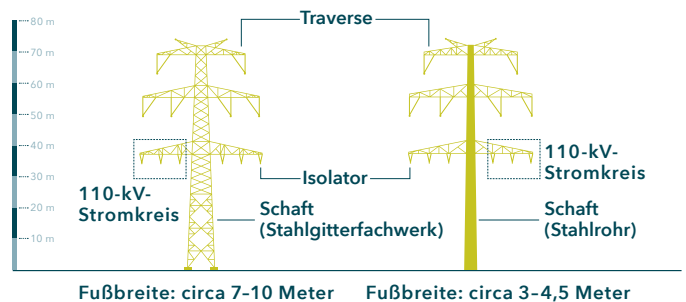 80 m
70 m
60 m
50 m
40 m
30 m
20 m
10 m
Traverse
110-kV-
Stromkreis
Isolator
110-kV-
Stromkreis
Schaft
(Stahlgitterfachwerk)
Schaft
(Stahlrohr)
Fußbreite: circa 7–10 Meter
Fußbreite: circa 3–4,5 Meter